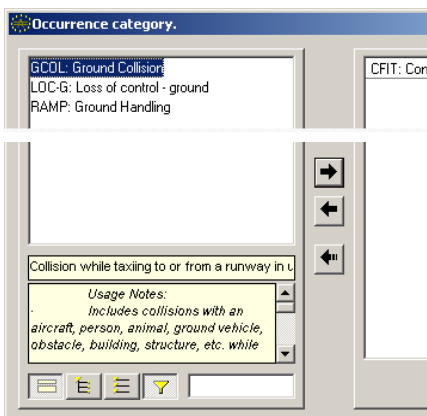 Occurrence category.
GCOL: Ground Collision
LOC-G: Loss of control - ground
RAMP: Ground Handling
CFIT: Con
Collision while taxiing to or from a runway in u
Usage Notes:
· Includes collisions with an
aircraft, person, animal, ground vehicle,
obstacle, building, structure, etc. while